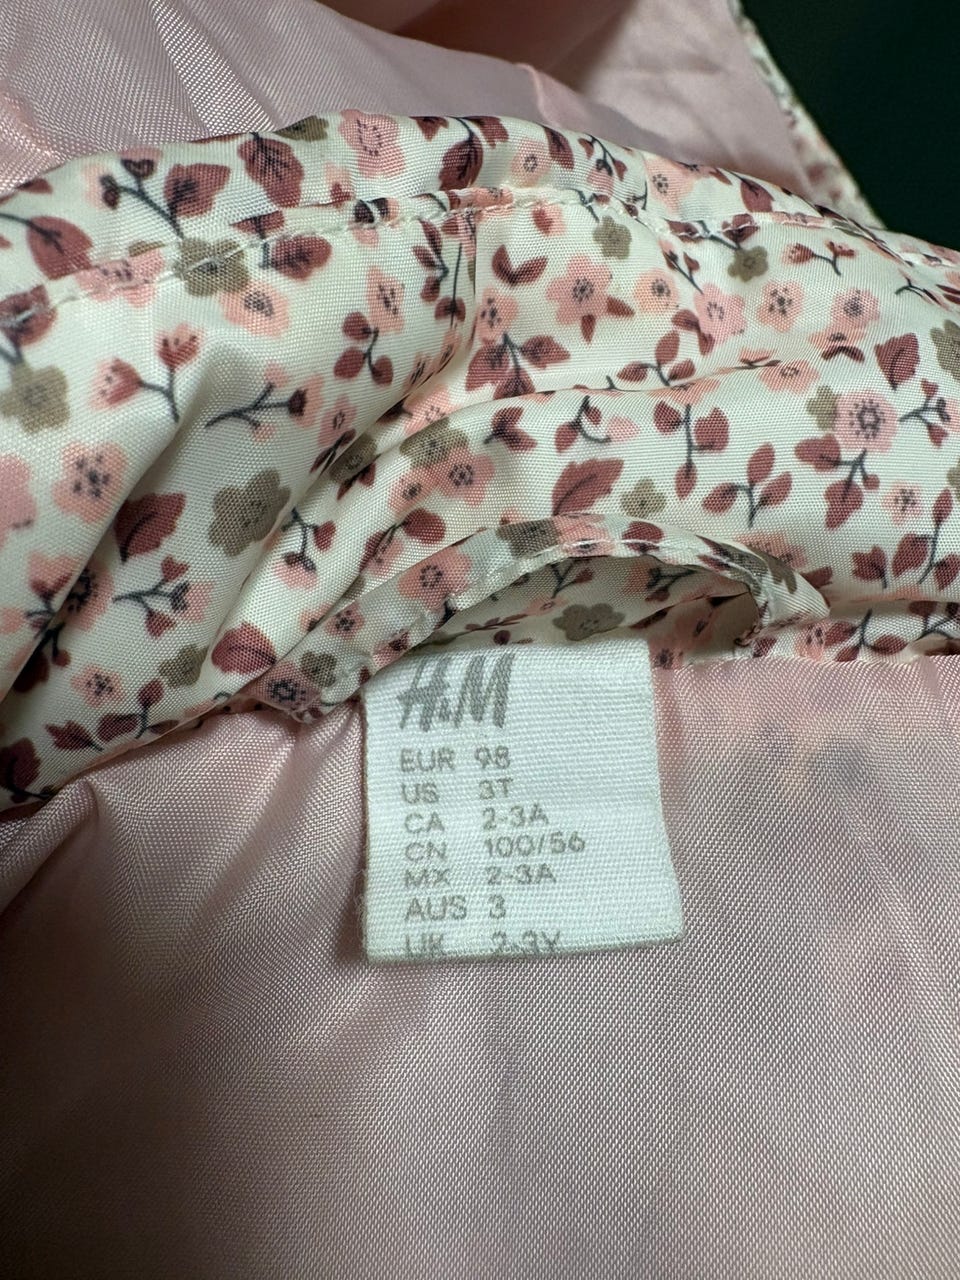 H&M
EUR 98
US 3T
CA 2-3A
CN 100/56
MX 2-3A
AUS 3
UK 2-3Y